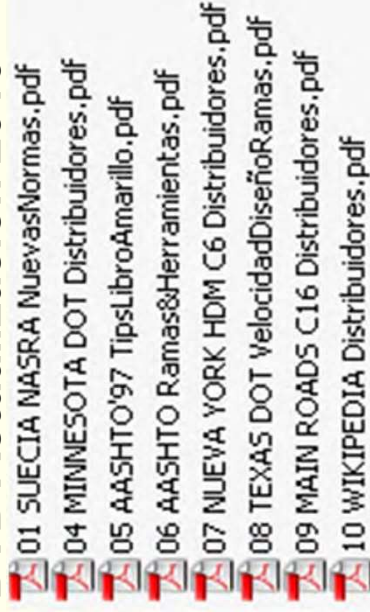 01 SUECIA NASRA NuevasNormas.pdf
04 MINNESOTA DOT Distribuidores.pdf
05 AASHTO'97 TipsLibroAmarillo.pdf
06 AASHTO Ramas&Herramientas.pdf
07 NUEVA YORK HDM C6 Distribuidores.pdf
08 TEXAS DOT VelocidadDiseñoRamas.pdf
09 MAIN ROADS C16 Distribuidores.pdf
10 WIKIPEDIA Distribuidores.pdf